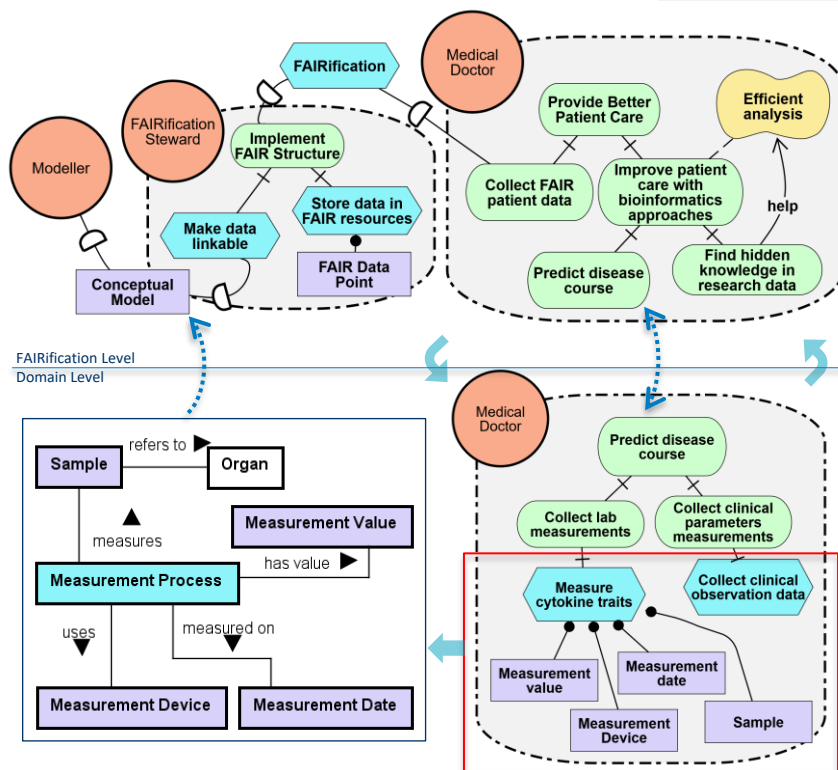 FAIRification
Medical
Doctor
FAIRification
Steward
Modeller
Implement
FAIR Structure
Provide Better
Patient Care
Efficient
analysis
Collect FAIR
patient data
Improve patient
care with
bioinformatics
approaches
Make data
linkable
Store data in
FAIR resources
help
Conceptual
Model
FAIR Data
Point
Predict disease
course
Find hidden
knowledge in
research data
FAIRification Level
Domain Level
Medical
Doctor
Predict disease
course
refers to
Sample
Organ
Measurement Value
measures
has value
Measurement Process
uses
measured on
Measurement Device
Measurement Date
Collect lab
measurements
Collect clinical
parameters
measurements
Measure
cytokine traits
Collect clinical
observation data
Measurement
value
Measurement
date
Measurement
Device
Sample